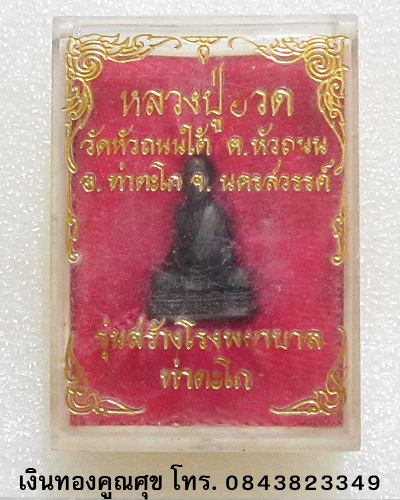 หลวงปู่อวด
วัดหัวถนนใต้ ต.หัวถนน
อ. ท่าตะโก จ. นครสวรรค์
รุ่นสร้างโรงพยาบาล
ท่าตะโก
เงินทองคูณศุข โทร. 0843823349